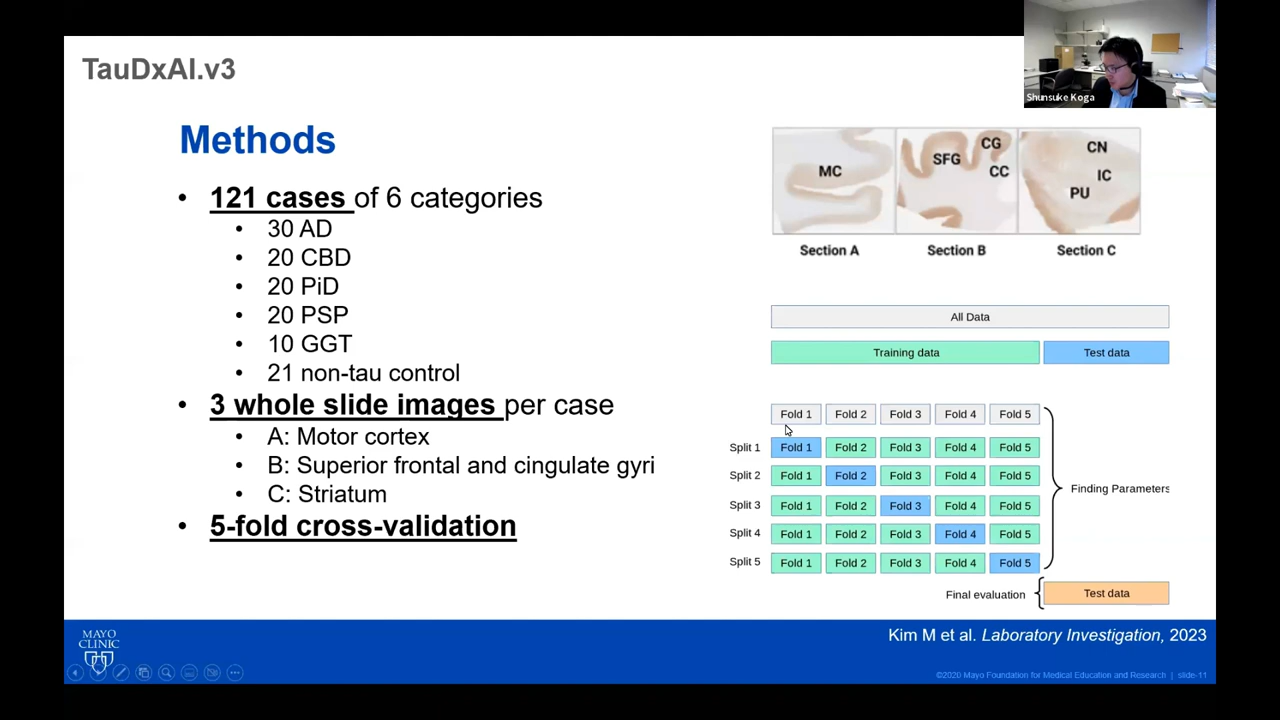 TauDxAI.v3
Shunsuke Koga
Methods
• 121 cases of 6 categories
• 30 AD
• 20 CBD
• 20 PiD
• 20 PSP
• 10 GGT
• 21 non-tau control
• 3 whole slide images per case
• A: Motor cortex
• B: Superior frontal and cingulate gyri
• C: Striatum
• 5-fold cross-validation
MC
SFG
CG
CC
CN
IC
PU
Section A
Section B
Section C
All Data
Training data
Test data
Fold 1 Fold 2 Fold 3 Fold 4 Fold 5
Split 1 Fold 1 Fold 2 Fold 3 Fold 4 Fold 5
Split 2 Fold 1 Fold 2 Fold 3 Fold 4 Fold 5
Split 3 Fold 1 Fold 2 Fold 3 Fold 4 Fold 5
Split 4 Fold 1 Fold 2 Fold 3 Fold 4 Fold 5
Split 5 Fold 1 Fold 2 Fold 3 Fold 4 Fold 5
Finding Parameters
Final evaluation
Test data
MAYO
CLINIC
Kim M et al. Laboratory Investigation, 2023
©2020 Mayo Foundation for Medical Education and Research | slide-11